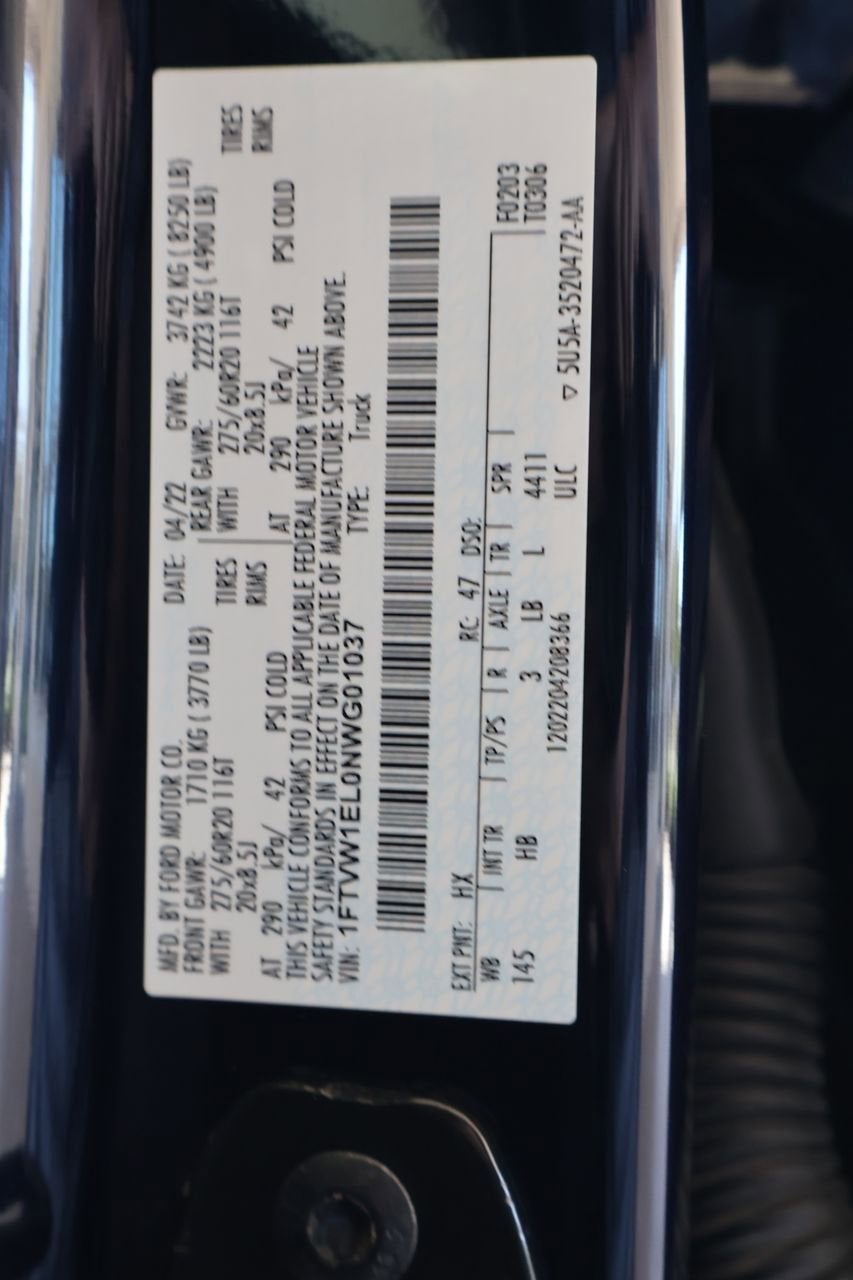 MFD. BY FORD MOTOR CO. DATE: 04/22 GVWR: 3742 KG ( 8250 LB)
FRONT GAWR: 1710 KG ( 3770 LB) REAR GAWR: 2223 KG ( 4900 LB)
WITH 275/60R20 116T TIRES WITH 275/60R20 116T TIRES
20x8.5J RIMS 20x8.5J RIMS
AT 290 kPa/ 42 PSI COLD AT 290 kPa/ 42 PSI COLD
THIS VEHICLE CONFORMS TO ALL APPLICABLE FEDERAL MOTOR VEHICLE
SAFETY STANDARDS IN EFFECT ON THE DATE OF MANUFACTURE SHOWN ABOVE.
VIN: 1FTVW1EL0NWG01037 TYPE: Truck
EXT PNT: HX RC: 47 DSO: F0203
WB INT TR TP/PS R AXLE TR SPR T0306
145 HB 3 LB L 4411
1202204208366 ULC ▽ 5U5A-3520472-AA